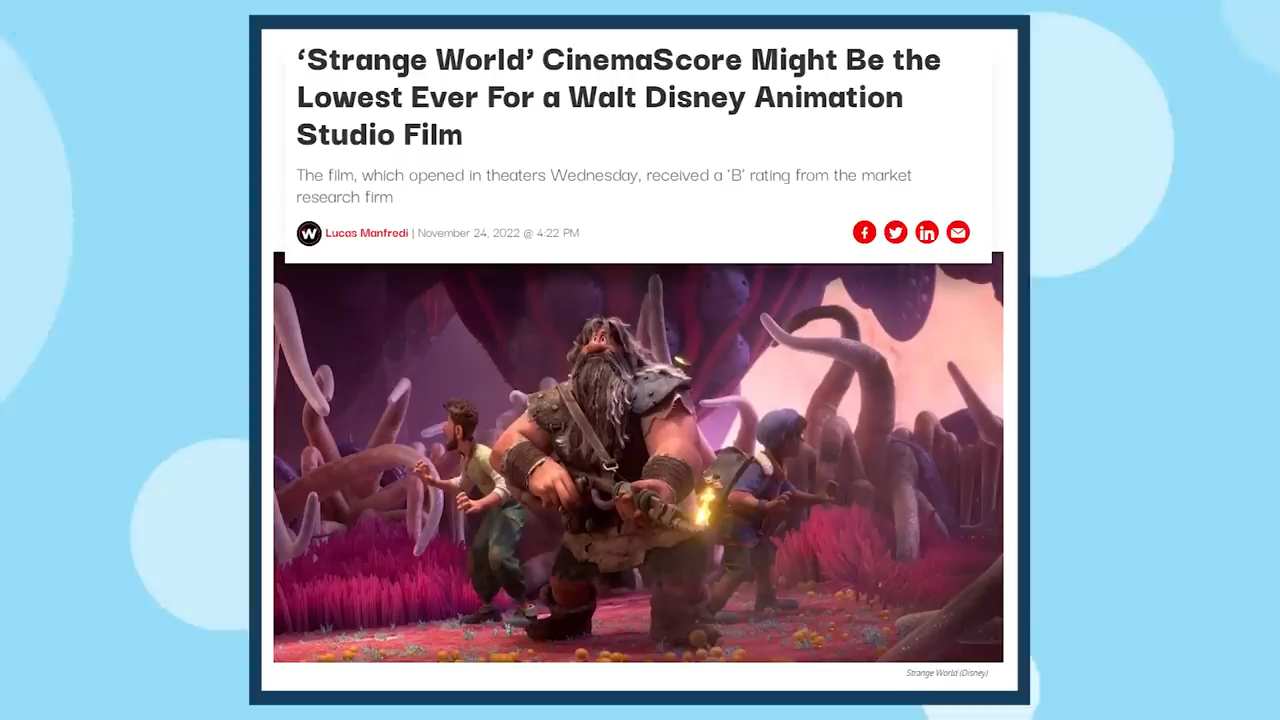 ‘Strange World’ CinemaScore Might Be the
Lowest Ever For a Walt Disney Animation
Studio Film
The film, which opened in theaters Wednesday, received a ‘B’ rating from the market
research firm
W Lucas Manfredi | November 24, 2022 @ 4:22 PM
Strange World (Disney)